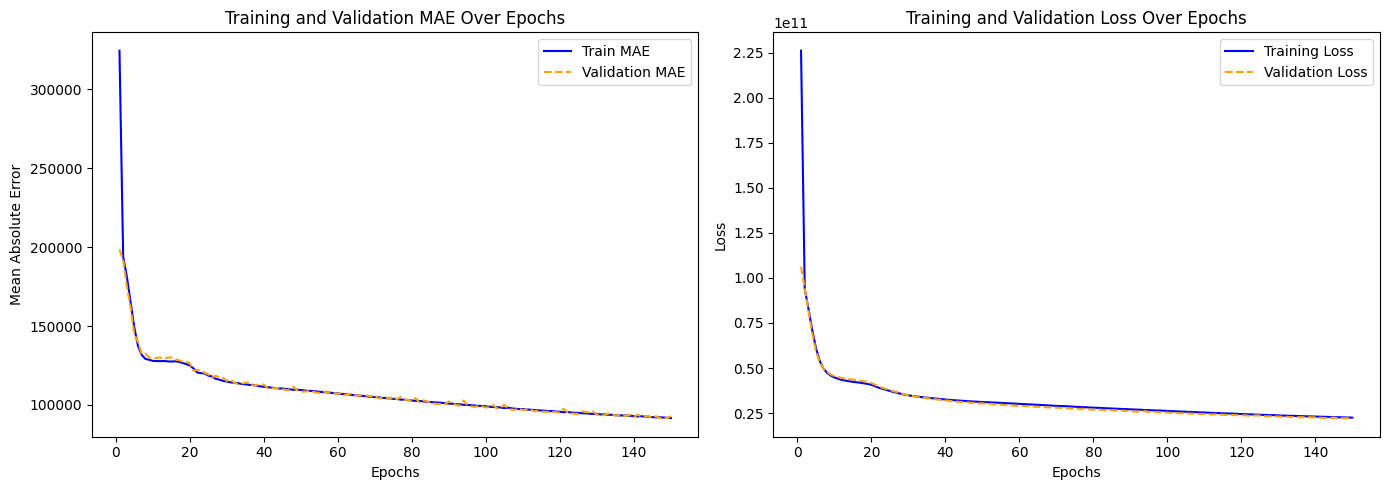 Training and Validation MAE Over Epochs
Train MAE
Validation MAE
300000
250000
200000
150000
100000
Mean Absolute Error
0
20
40
60
80
100
120
140
Epochs
Training and Validation Loss Over Epochs
1e11
Training Loss
Validation Loss
2.25
2.00
1.75
1.50
1.25
1.00
0.75
0.50
0.25
Loss
0
20
40
60
80
100
120
140
Epochs